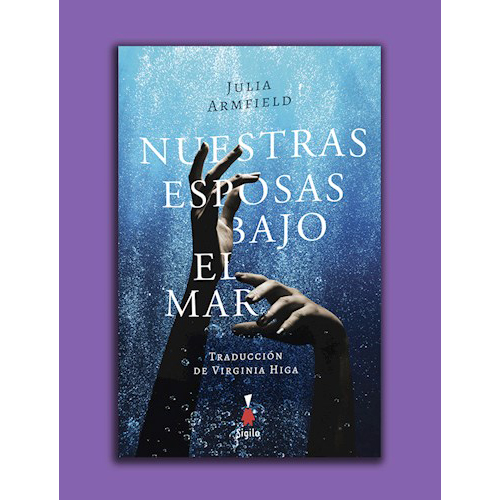 JULIA
ARMFIELD
NUESTRAS
ESPOSAS
BAJO
EL
MAR
TRADUCCIÓN
DE VIRGINIA HIGA
sigilo